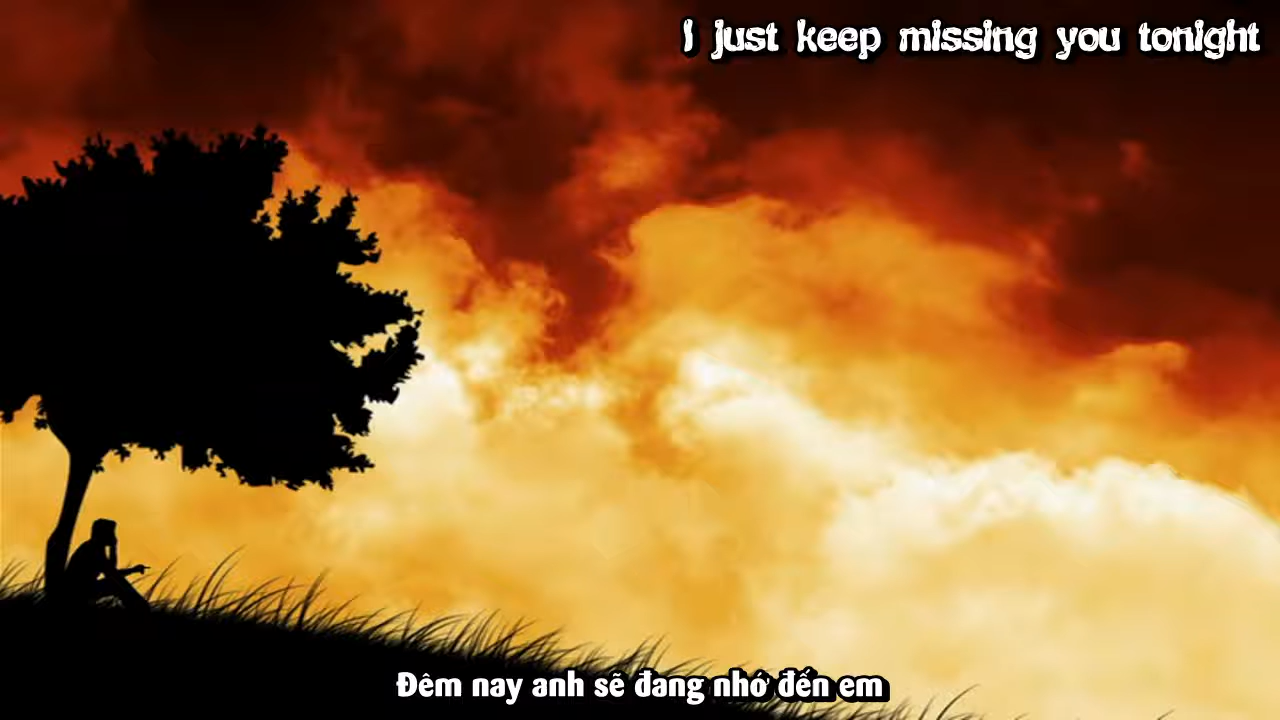 I just keep missing you tonight
Đêm nay anh sẽ đang nhớ đến em